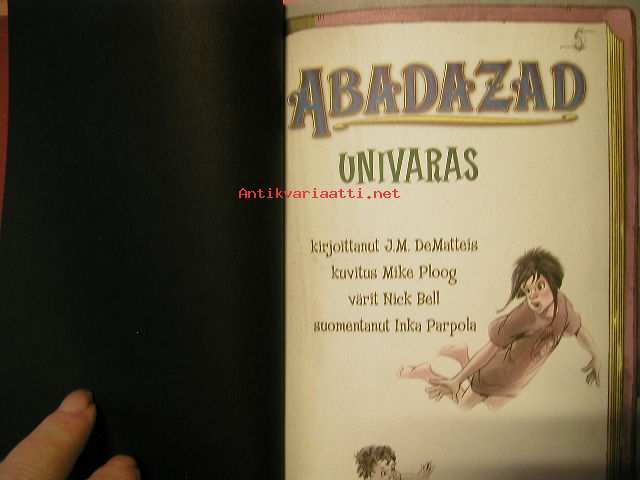 5
ABADAZAD
UNIVARAS
Antikvariaatti.net
kirjoittanut J.M. DeMatteis
kuvitus Mike Ploog
värit Nick Bell
suomentanut Inka Parpola